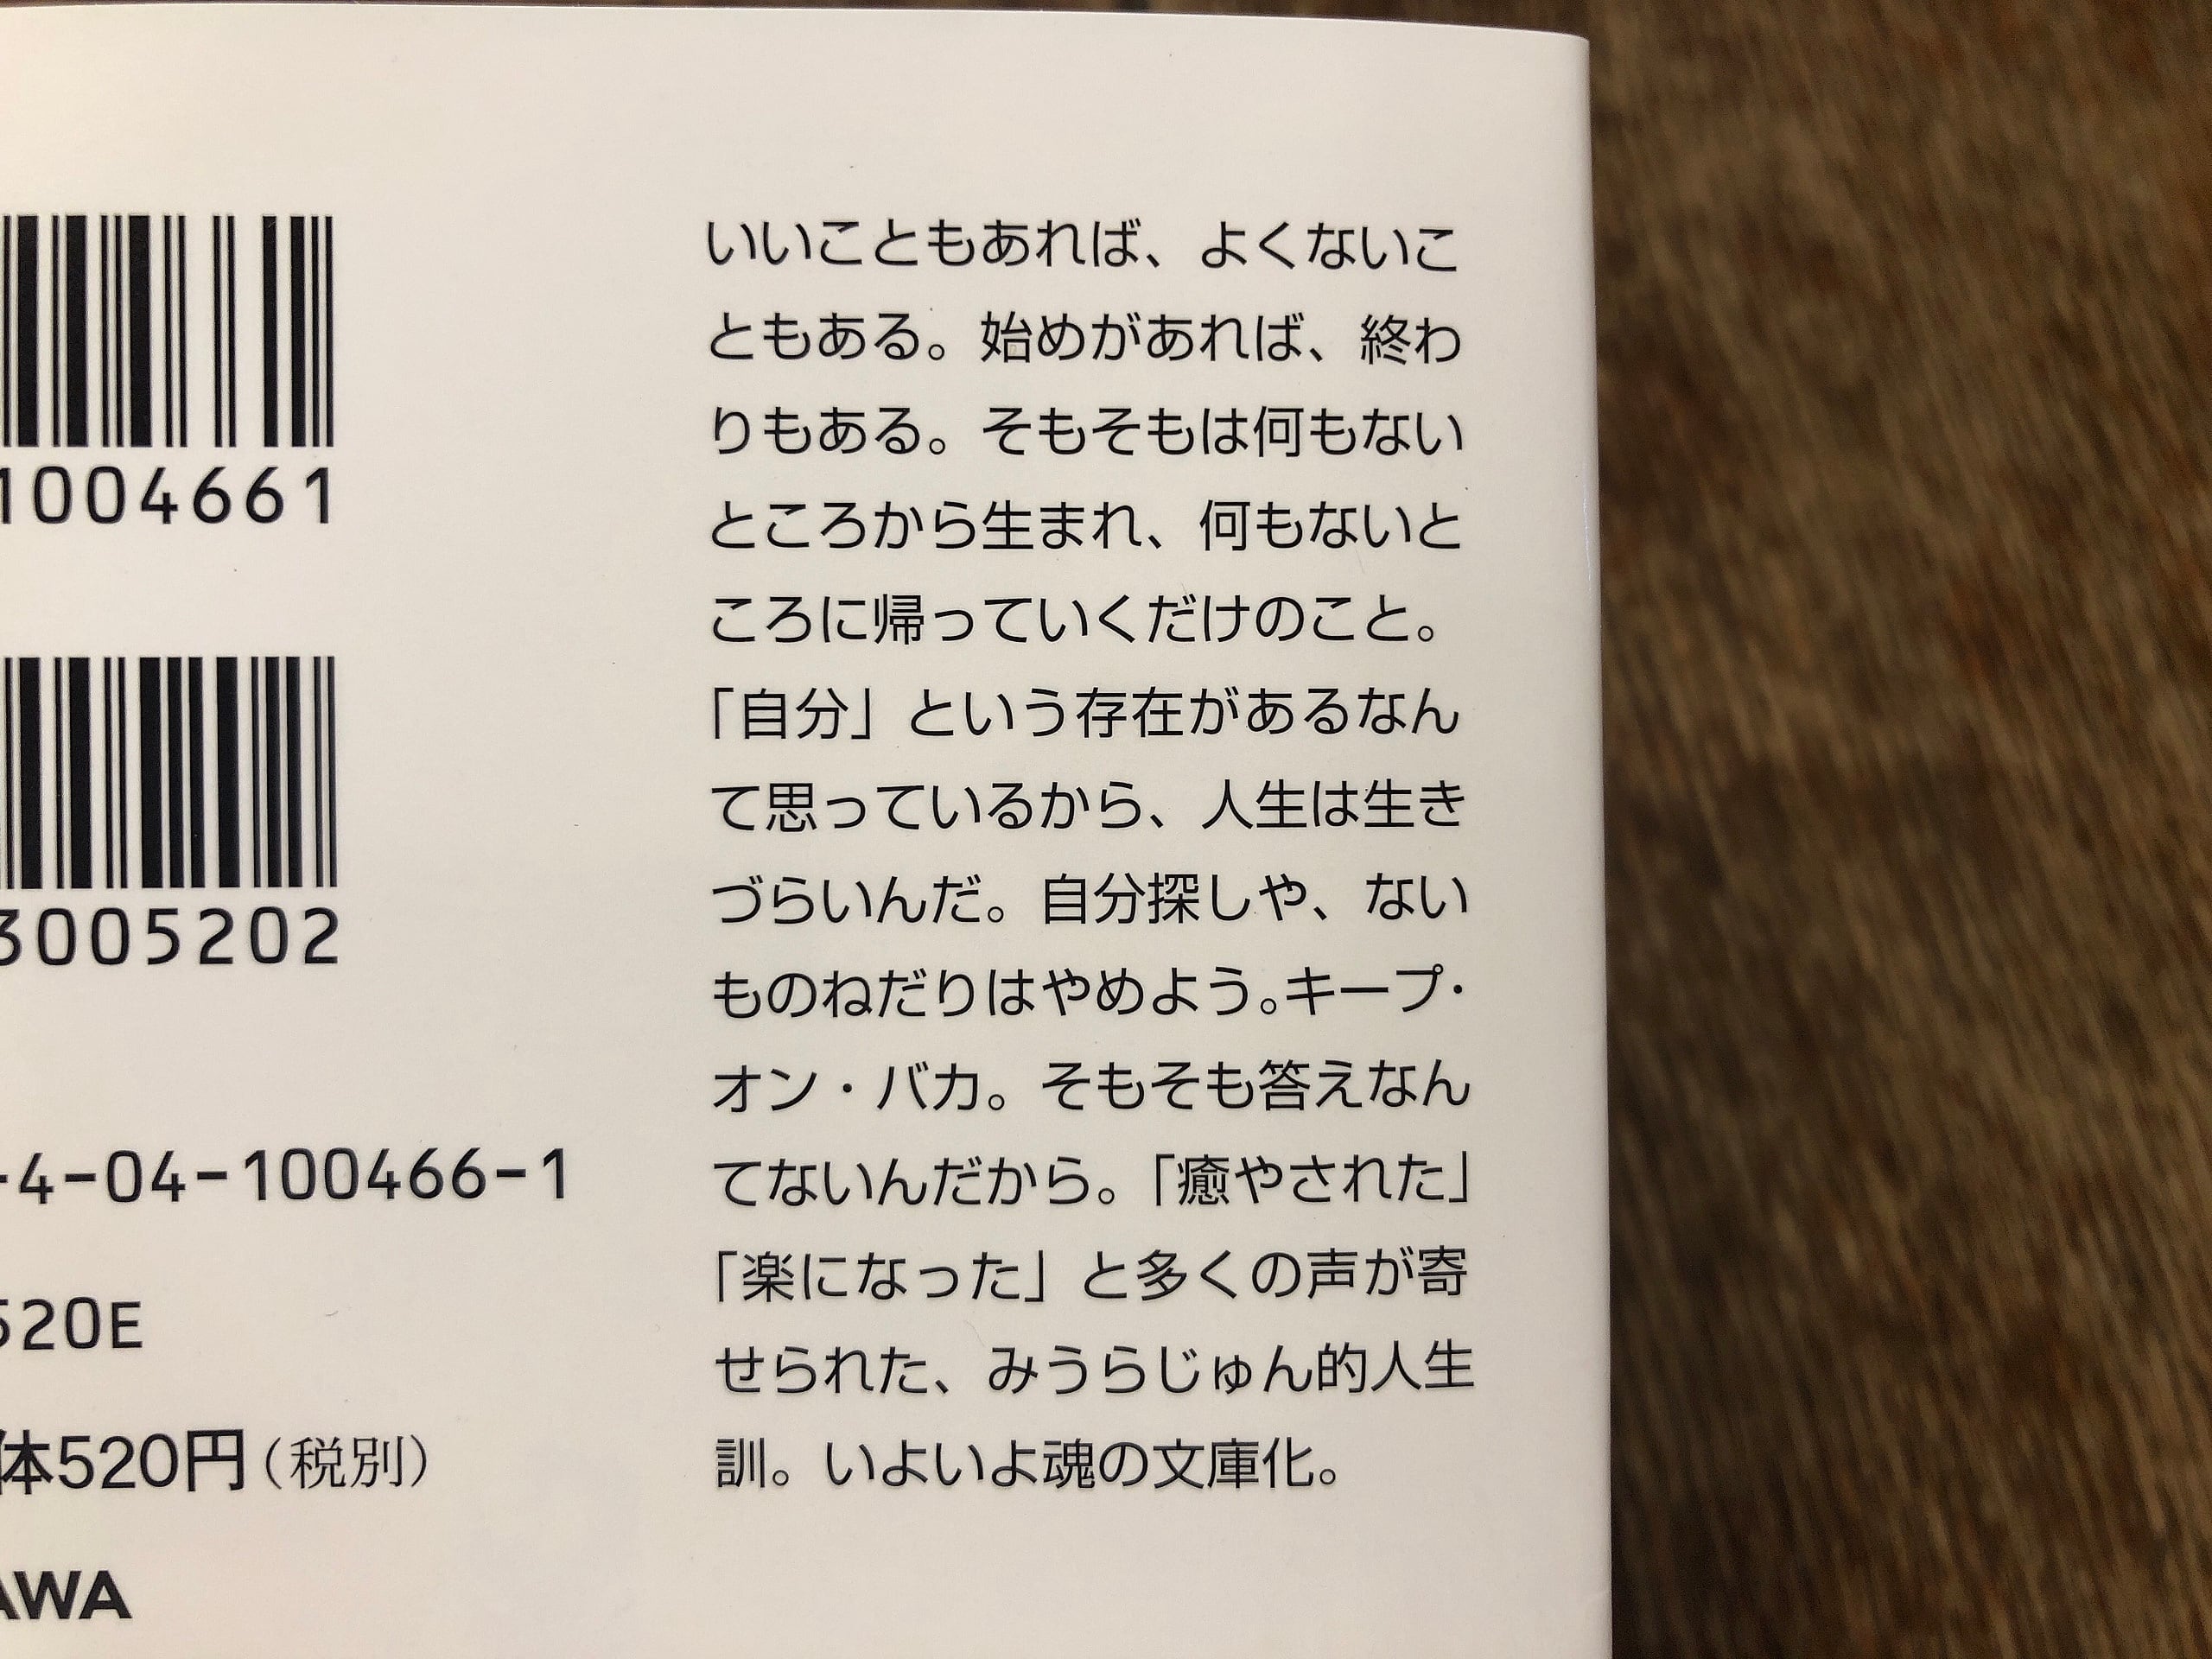 1004661
3005202
-4-04-100466-1
520E
体520円(税別)
AWA
いいこともあれば、よくないこ
ともある。始めがあれば、終わ
りもある。そもそもは何もない
ところから生まれ、何もないと
ころに帰っていくだけのこと。
「自分」という存在があるなん
て思っているから、人生は生き
づらいんだ。自分探しや、ない
ものねだりはやめよう。キープ・
オン・バカ。そもそも答えなん
てないんだから。「癒やされた」
「楽になった」と多くの声が寄
せられた、みうらじゅん的人生
訓。いよいよ魂の文庫化。